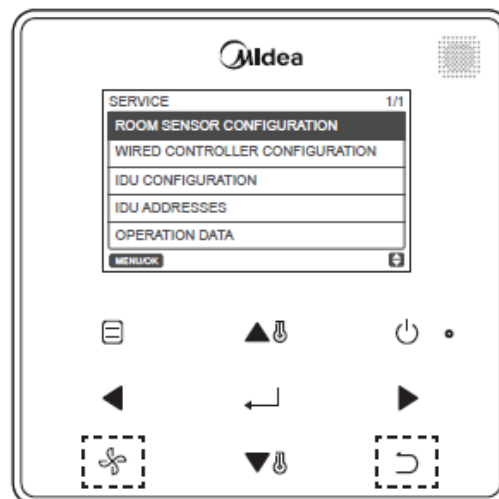 Midea
SERVICE 1/1
ROOM SENSOR CONFIGURATION
WIRED CONTROLLER CONFIGURATION
IDU CONFIGURATION
IDU ADDRESSES
OPERATION DATA
MENU/OK